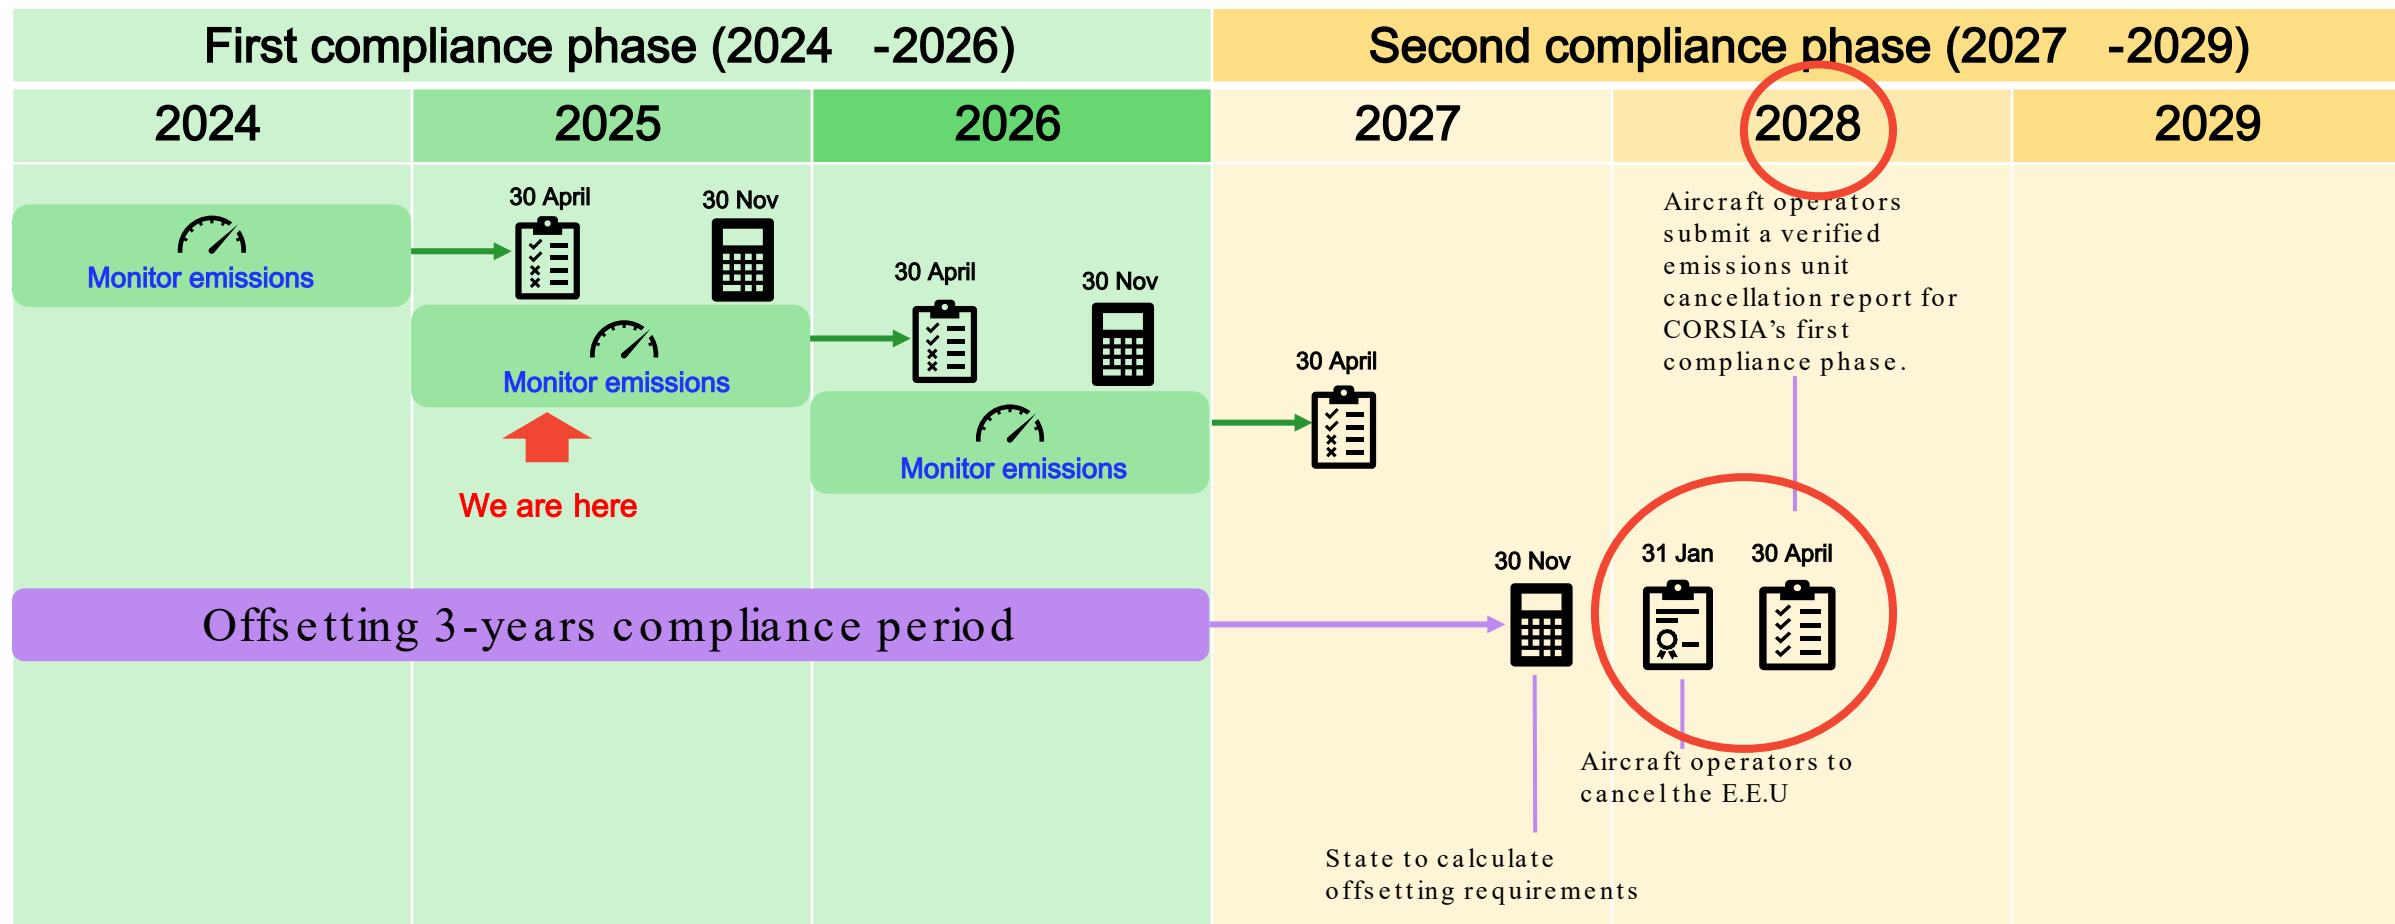 First compliance phase (2024 -2026)
Second compliance phase (2027 -2029)
2024
2025
2026
2027
2028
2029
Monitor emissions
30 April
30 Nov
Monitor emissions
We are here
30 April
30 Nov
Monitor emissions
30 April
Aircraft operators
submit a verified
emissions unit
cancellation report for
CORSIA’s first
compliance phase.
Offsetting 3-years compliance period
30 Nov
31 Jan
30 April
Aircraft operators to
cancel the E.E.U
State to calculate
offsetting requirements